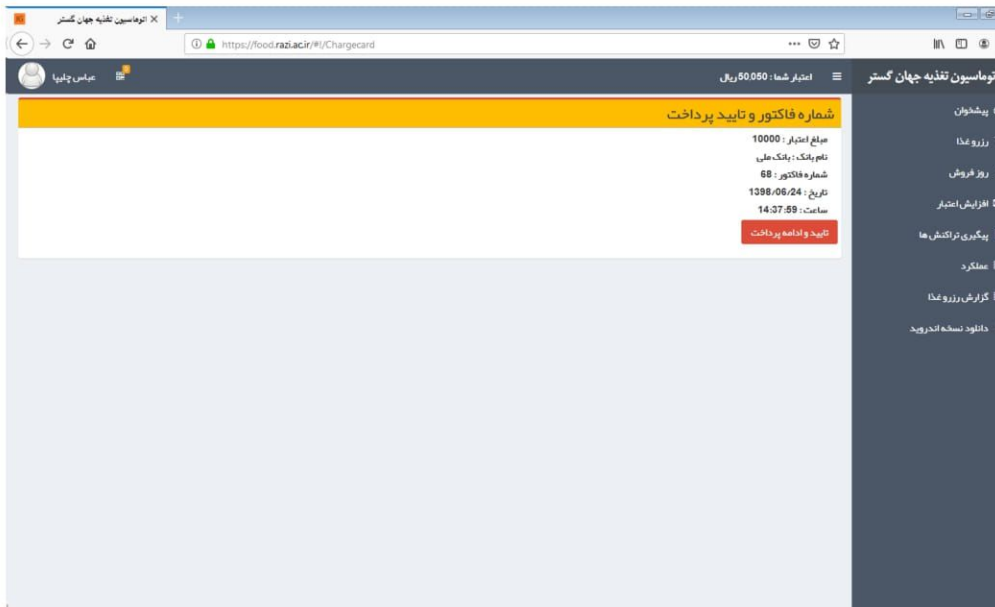 اتوماسیون تغذیه جهان گستر
https://food.razi.ac.ir/#!/Chargecard
توماسیون تغذیه جهان گستر
اعتبار شما : 50,050 ریال
عباس چلیپا
پیشخوان
رزرو غذا
روز فروش
افزایش اعتبار
پیگیری تراکنش ها
عملکرد
گزارش رزرو غذا
دانلود نسخه اندروید
شماره فاکتور و تایید پرداخت
مبلغ اعتبار : 10000
نام بانک : بانک ملی
شماره فاکتور : 68
تاریخ : 1398/06/24
ساعت : 14:37:59
تایید و ادامه پرداخت